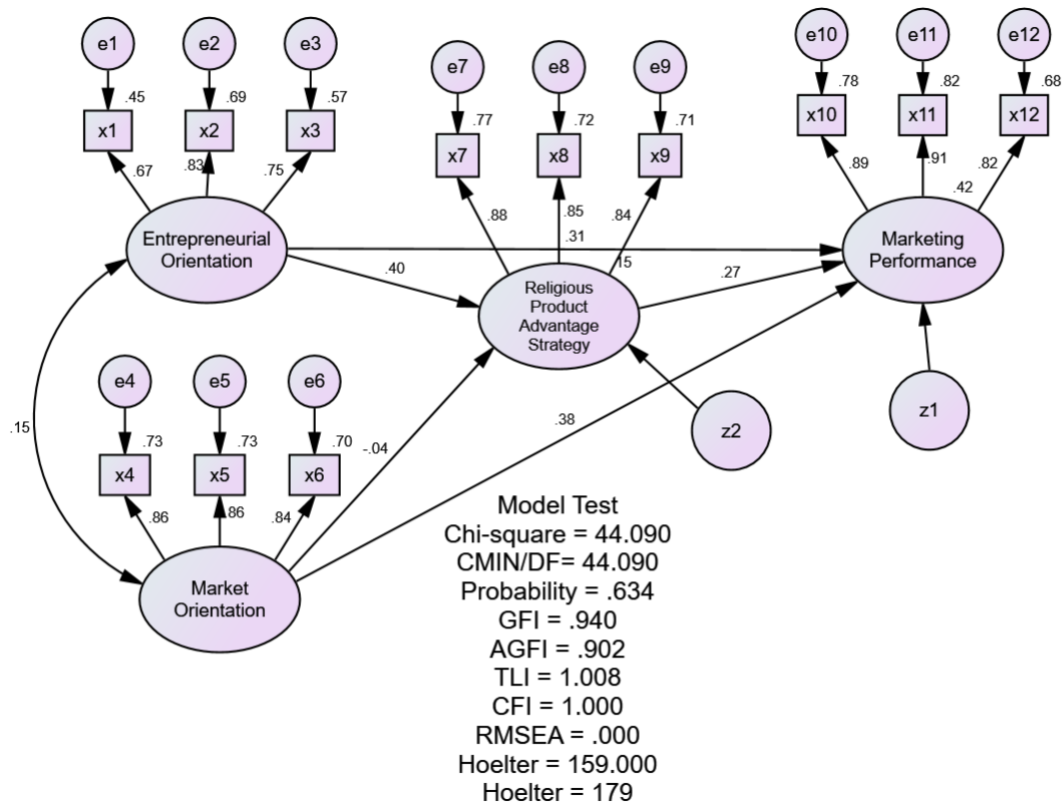 e1
e2
e3
e7
e8
e9
e10
e11
e12
.45
.69
.57
.77
.72
.71
.78
.82
.68
x1
x2
x3
x7
x8
x9
x10
x11
x12
.67
.83
.75
.88
.85
.84
.89
.91
.82
.42
Entrepreneurial
Orientation
.31
.15
.40
.27
Religious
Product
Advantage
Strategy
Marketing
Performance
z1
z2
.15
e4
e5
e6
.73
.73
.70
x4
x5
x6
.86
.86
.84
-.04
.38
Market
Orientation
Model Test
Chi-square = 44.090
CMIN/DF= 44.090
Probability = .634
GFI = .940
AGFI = .902
TLI = 1.008
CFI = 1.000
RMSEA = .000
Hoelter = 159.000
Hoelter = 179